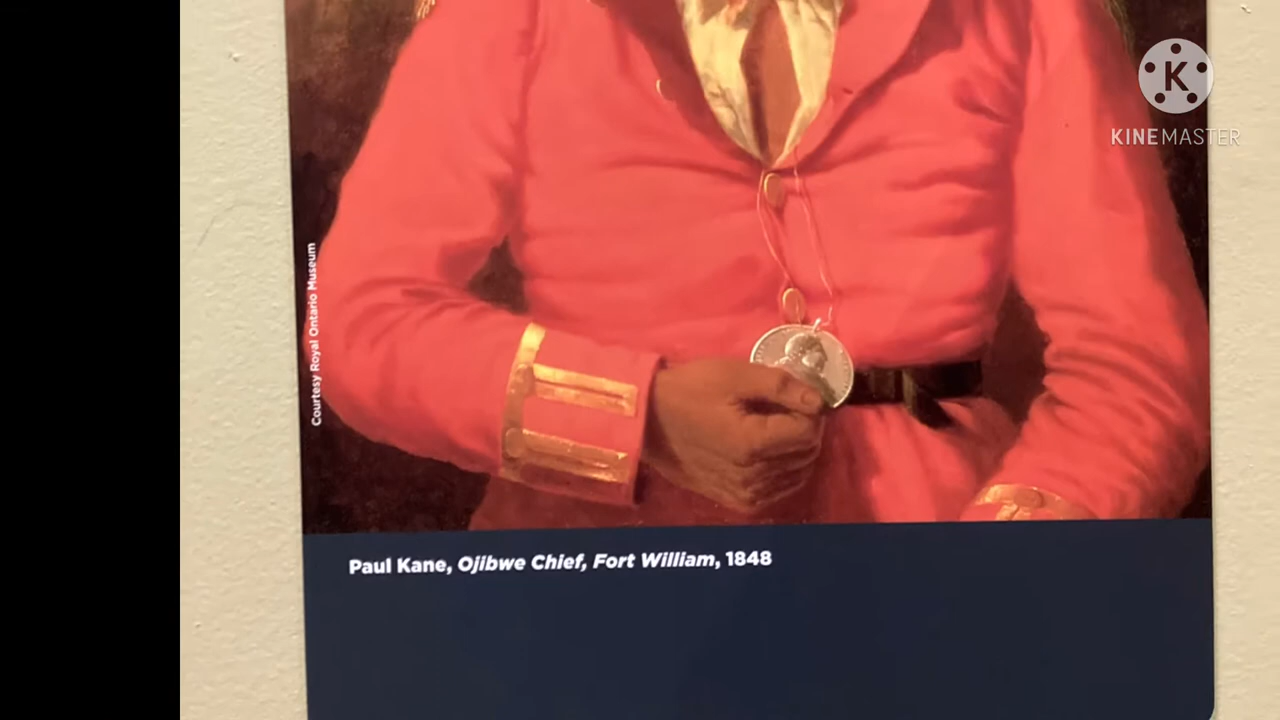 KINEMASTER
Courtesy Royal Ontario Museum
Paul Kane, Ojibwe Chief, Fort William, 1848